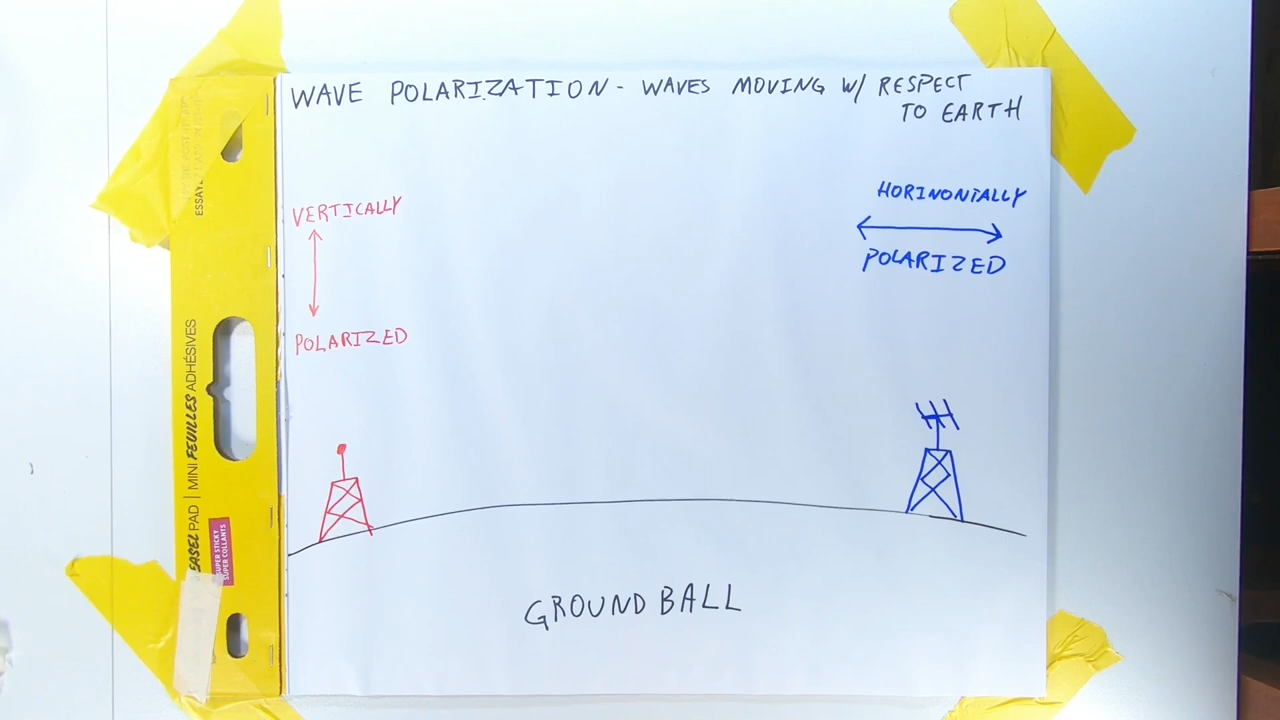 WAVE POLARIZATION - WAVES MOVING W/ RESPECT
TO EARTH
VERTICALLY
POLARIZED
HORINONTALLY
POLARIZED
GROUND BALL
EASEL PAD | MINI FEUILLES ADHÉSIVES
SUPER STICKY
SUPER COLLANTS